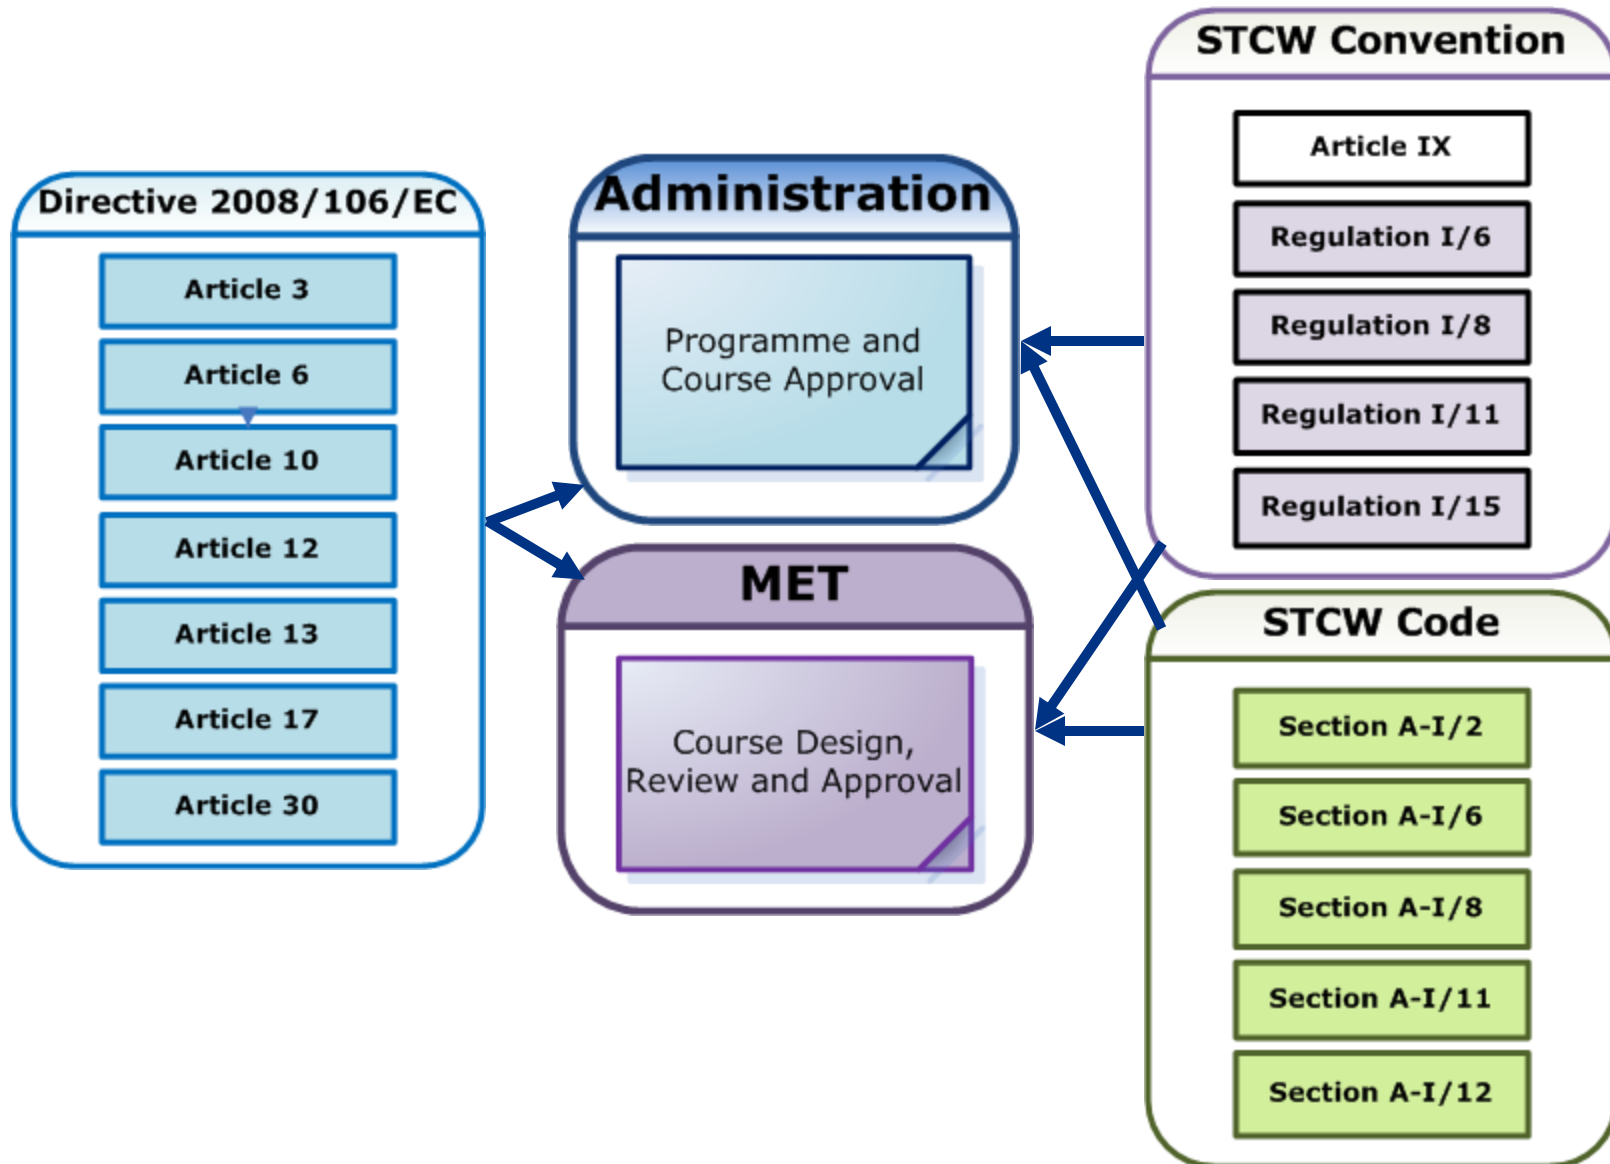 Directive 2008/106/EC
Article 3
Article 6
Article 10
Article 12
Article 13
Article 17
Article 30
Administration
Programme and
Course Approval
MET
Course Design,
Review and Approval
STCW Convention
Article IX
Regulation I/6
Regulation I/8
Regulation I/11
Regulation I/15
STCW Code
Section A-I/2
Section A-I/6
Section A-I/8
Section A-I/11
Section A-I/12